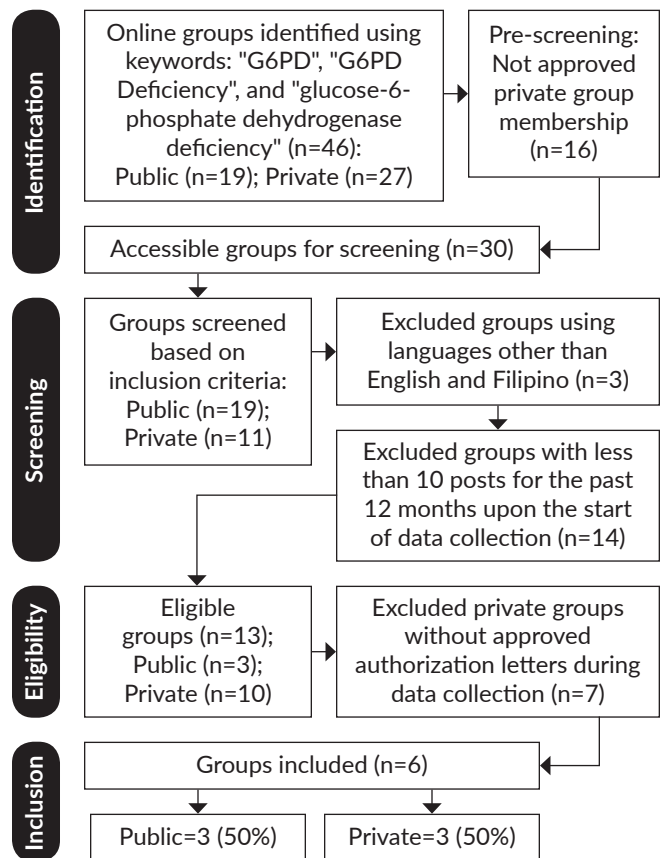 Identification
Online groups identified using
keywords: "G6PD", "G6PD
Deficiency", and "glucose-6-
phosphate dehydrogenase
deficiency" (n=46):
Public (n=19); Private (n=27)
Pre-screening:
Not approved
private group
membership
(n=16)
Accessible groups for screening (n=30)
Screening
Groups screened
based on
inclusion criteria:
Public (n=19);
Private (n=11)
Excluded groups using
languages other than
English and Filipino (n=3)
Excluded groups with less
than 10 posts for the past
12 months upon the start
of data collection (n=14)
Eligibility
Eligible
groups (n=13);
Public (n=3);
Private (n=10)
Excluded private groups
without approved
authorization letters during
data collection (n=7)
Inclusion
Groups included (n=6)
Public=3 (50%)
Private=3 (50%)